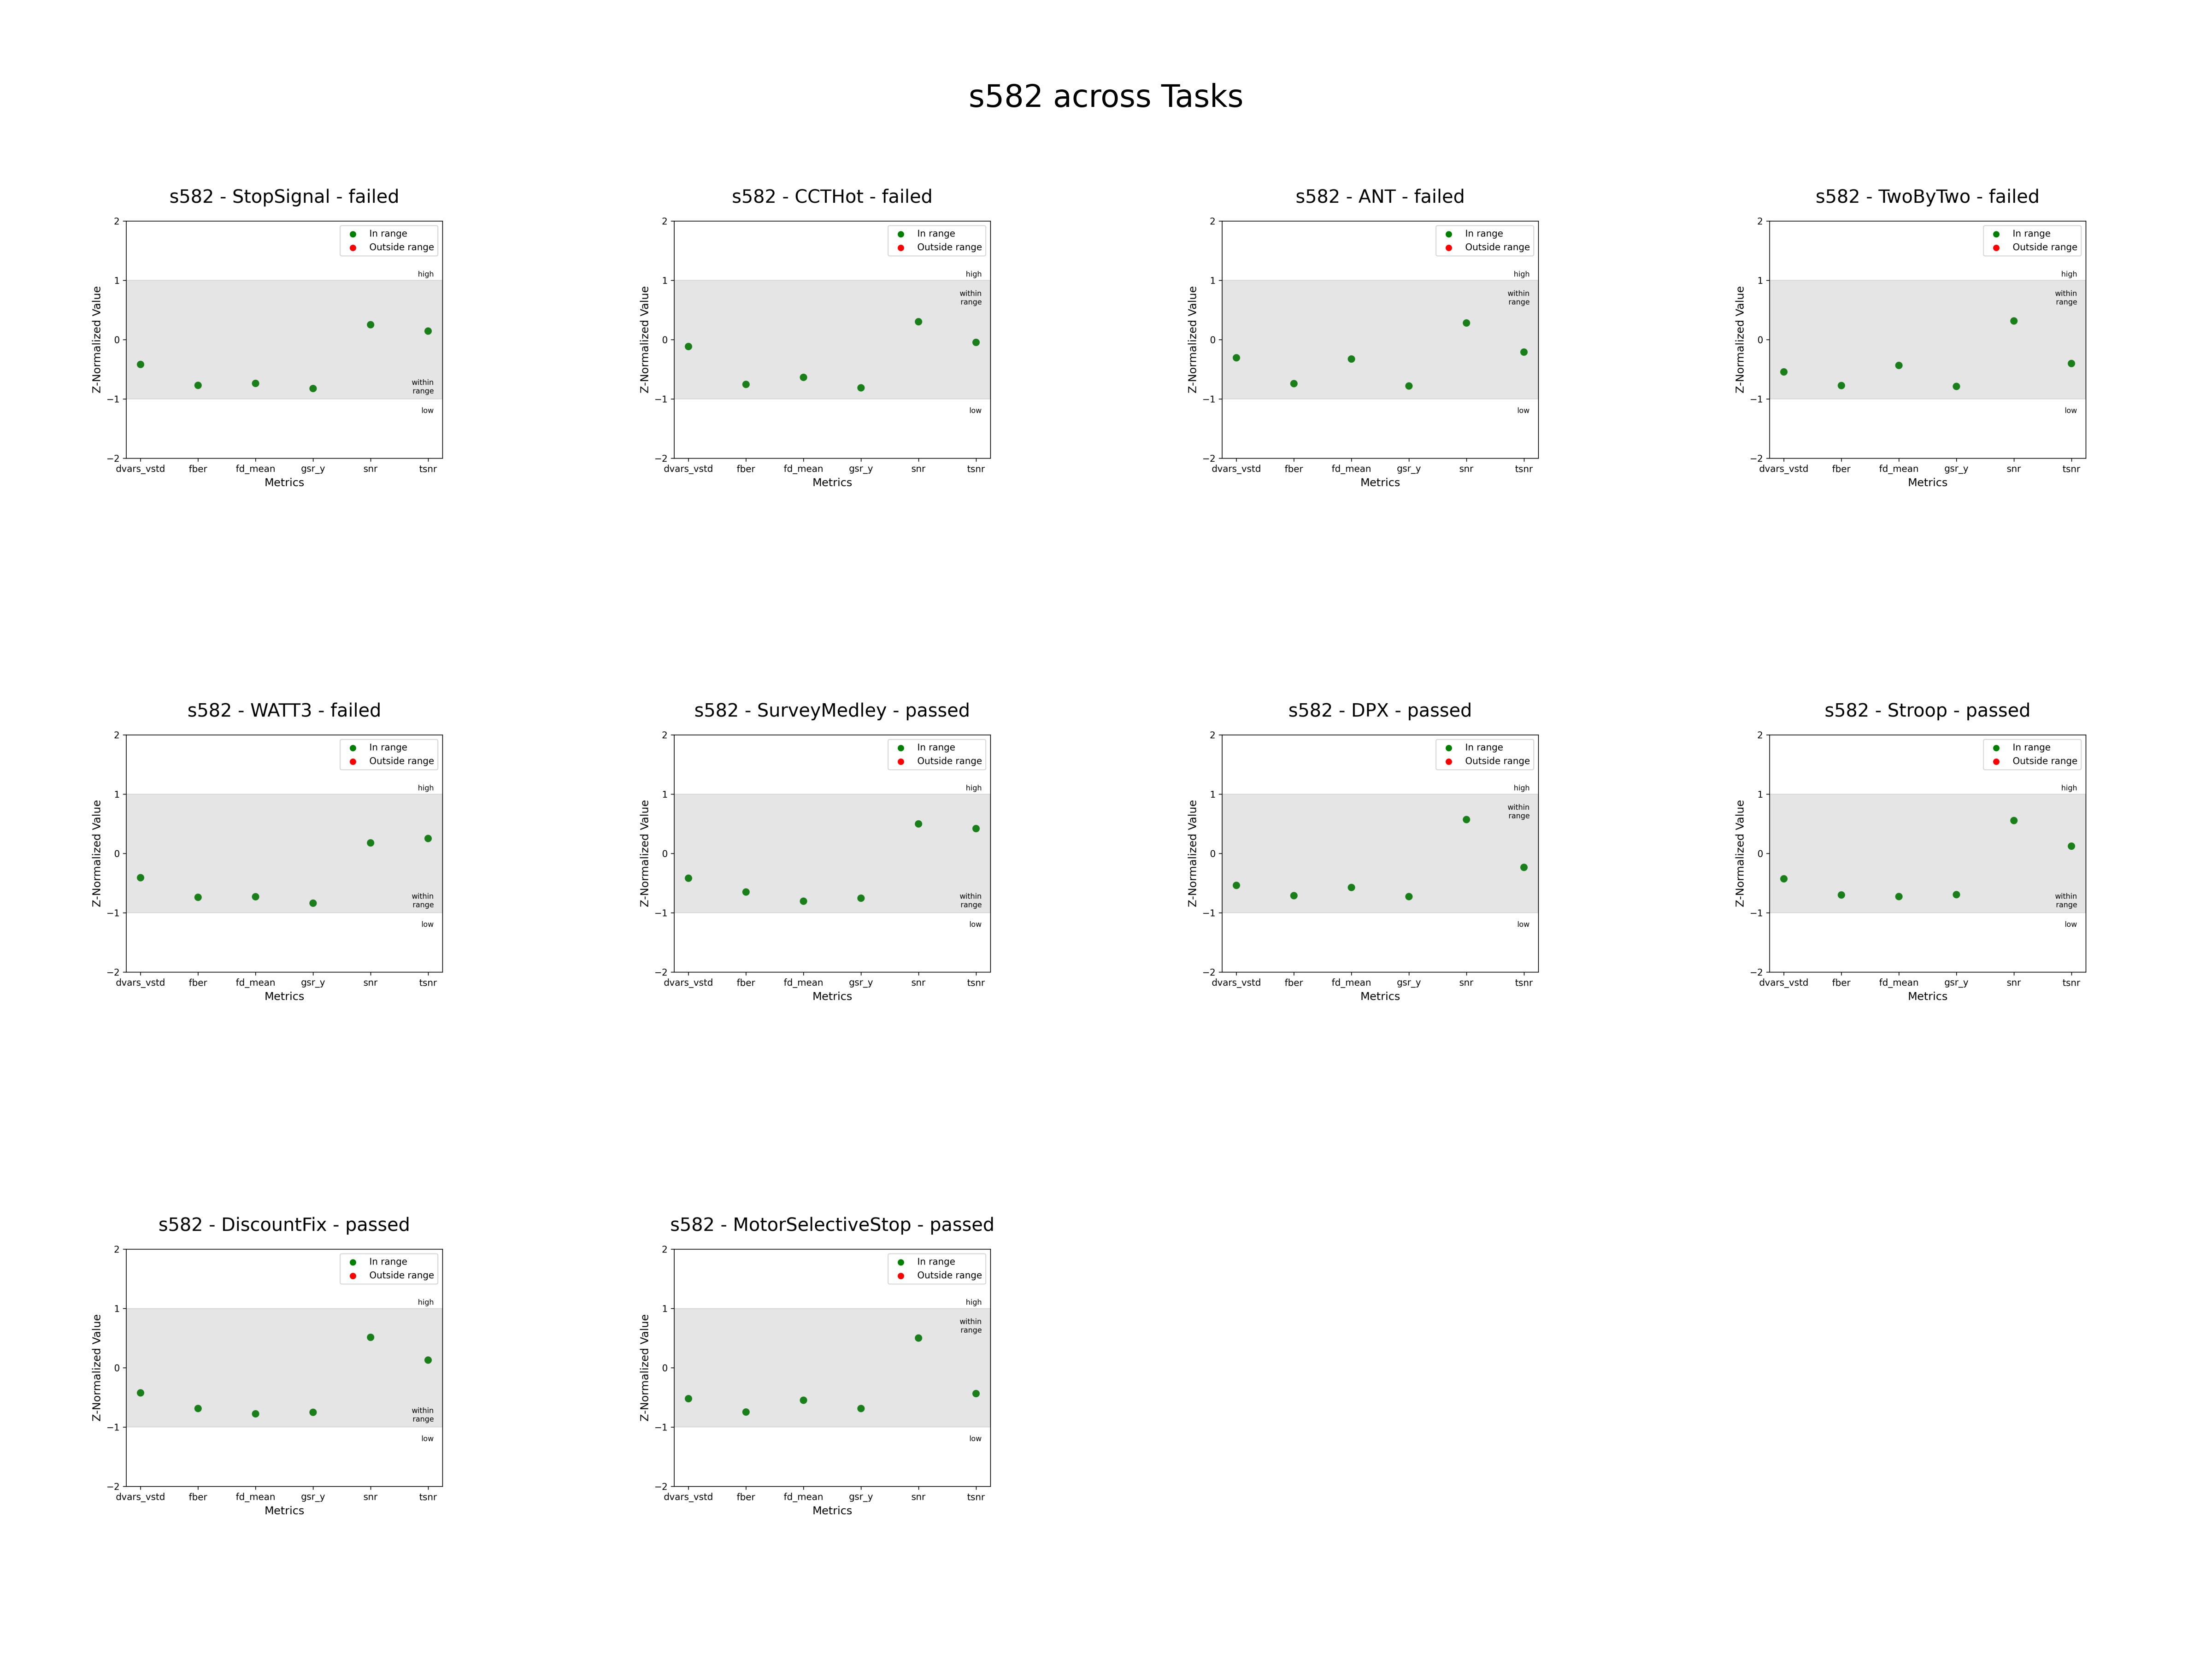 s582 across Tasks
s582 - StopSignal - failed
2
1
0
−1
−2
Z-Normalized Value
In range
Outside range
high
within
range
low
dvars_vstd fber fd_mean gsr_y snr tsnr
Metrics
s582 - CCTHot - failed
2
1
0
−1
−2
Z-Normalized Value
In range
Outside range
high
within
range
low
dvars_vstd fber fd_mean gsr_y snr tsnr
Metrics
s582 - ANT - failed
2
1
0
−1
−2
Z-Normalized Value
In range
Outside range
high
within
range
low
dvars_vstd fber fd_mean gsr_y snr tsnr
Metrics
s582 - TwoByTwo - failed
2
1
0
−1
−2
Z-Normalized Value
In range
Outside range
high
within
range
low
dvars_vstd fber fd_mean gsr_y snr tsnr
Metrics
s582 - WATT3 - failed
2
1
0
−1
−2
Z-Normalized Value
In range
Outside range
high
within
range
low
dvars_vstd fber fd_mean gsr_y snr tsnr
Metrics
s582 - SurveyMedley - passed
2
1
0
−1
−2
Z-Normalized Value
In range
Outside range
high
within
range
low
dvars_vstd fber fd_mean gsr_y snr tsnr
Metrics
s582 - DPX - passed
2
1
0
−1
−2
Z-Normalized Value
In range
Outside range
high
within
range
low
dvars_vstd fber fd_mean gsr_y snr tsnr
Metrics
s582 - Stroop - passed
2
1
0
−1
−2
Z-Normalized Value
In range
Outside range
high
within
range
low
dvars_vstd fber fd_mean gsr_y snr tsnr
Metrics
s582 - DiscountFix - passed
2
1
0
−1
−2
Z-Normalized Value
In range
Outside range
high
within
range
low
dvars_vstd fber fd_mean gsr_y snr tsnr
Metrics
s582 - MotorSelectiveStop - passed
2
1
0
−1
−2
Z-Normalized Value
In range
Outside range
high
within
range
low
dvars_vstd fber fd_mean gsr_y snr tsnr
Metrics